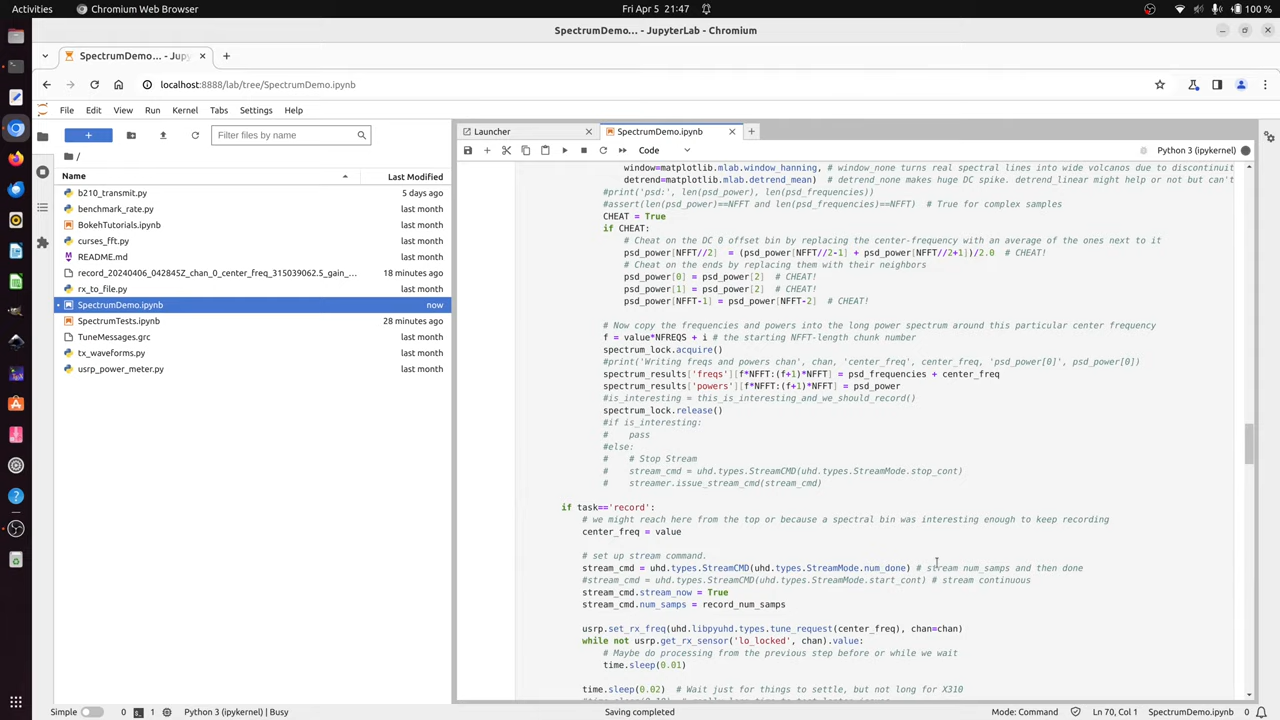 Activities
Chromium Web Browser
Fri Apr 5 21:47
100 %
SpectrumDemo… - JupyterLab - Chromium
SpectrumDemo.ipynb - Jupy
localhost:8888/lab/tree/SpectrumDemo.ipynb
File Edit View Run Kernel Tabs Settings Help
Filter files by name
/
Name Last Modified
b210_transmit.py 5 days ago
benchmark_rate.py last month
BokehTutorials.ipynb last month
curses_fft.py last month
README.md last month
record_20240406_042845Z_chan_0_center_freq_315039062.5_gain_... 18 minutes ago
rx_to_file.py last month
SpectrumDemo.ipynb now
SpectrumTests.ipynb 28 minutes ago
TuneMessages.grc last month
tx_waveforms.py last month
usrp_power_meter.py last month
Launcher
SpectrumDemo.ipynb
Code
Python 3 (ipykernel)
window=matplotlib.mlab.window_hanning, # window_none turns real spectral lines into wide volcanos due to discontinuit
detrend=matplotlib.mlab.detrend_mean) # detrend_none makes huge DC spike. detrend_linear might help or not but can't
#print('psd:', len(psd_power), len(psd_frequencies))
#assert(len(psd_power)==NFFT and len(psd_frequencies)==NFFT) # True for complex samples
CHEAT = True
if CHEAT:
# Cheat on the DC 0 offset bin by replacing the center-frequency with an average of the ones next to it
psd_power[NFFT//2] = (psd_power[NFFT//2-1] + psd_power[NFFT//2+1])/2.0 # CHEAT!
# Cheat on the ends by replacing them with their neighbors
psd_power[0] = psd_power[2] # CHEAT!
psd_power[1] = psd_power[2] # CHEAT!
psd_power[NFFT-1] = psd_power[NFFT-2] # CHEAT!
# Now copy the frequencies and powers into the long power spectrum around this particular center frequency
f = value*NFREQS + i # the starting NFFT-length chunk number
spectrum_lock.acquire()
#print('Writing freqs and powers chan', chan, 'center_freq', center_freq, 'psd_power[0]', psd_power[0])
spectrum_results['freqs'][f*NFFT:(f+1)*NFFT] = psd_frequencies + center_freq
spectrum_results['powers'][f*NFFT:(f+1)*NFFT] = psd_power
#is_interesting = this_is_interesting_and_we_should_record()
spectrum_lock.release()
#if is_interesting:
# pass
#else:
# # Stop Stream
# stream_cmd = uhd.types.StreamCMD(uhd.types.StreamMode.stop_cont)
# streamer.issue_stream_cmd(stream_cmd)
if task=='record':
# we might reach here from the top or because a spectral bin was interesting enough to keep recording
center_freq = value
# set up stream command.
stream_cmd = uhd.types.StreamCMD(uhd.types.StreamMode.num_done) # stream num_samps and then done
#stream_cmd = uhd.types.StreamCMD(uhd.types.StreamMode.start_cont) # stream continuous
stream_cmd.stream_now = True
stream_cmd.num_samps = record_num_samps
usrp.set_rx_freq(uhd.libpyuhd.types.tune_request(center_freq), chan=chan)
while not usrp.get_rx_sensor('lo_locked', chan).value:
# Maybe do processing from the previous step before or while we wait
time.sleep(0.01)
time.sleep(0.02) # Wait just for things to settle, but not long for X310
Simple 0 1 Python 3 (ipykernel) | Busy
Saving completed
Mode: Command
Ln 70, Col 1
SpectrumDemo.ipynb
0